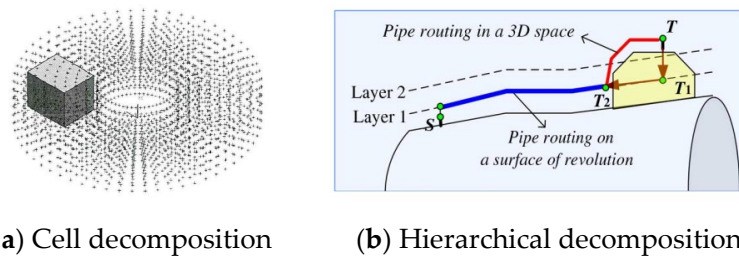 Pipe routing in a 3D space
T
Layer 2
Layer 1
T2
T1
S
Pipe routing on
a surface of revolution
a) Cell decomposition
(b) Hierarchical decomposition